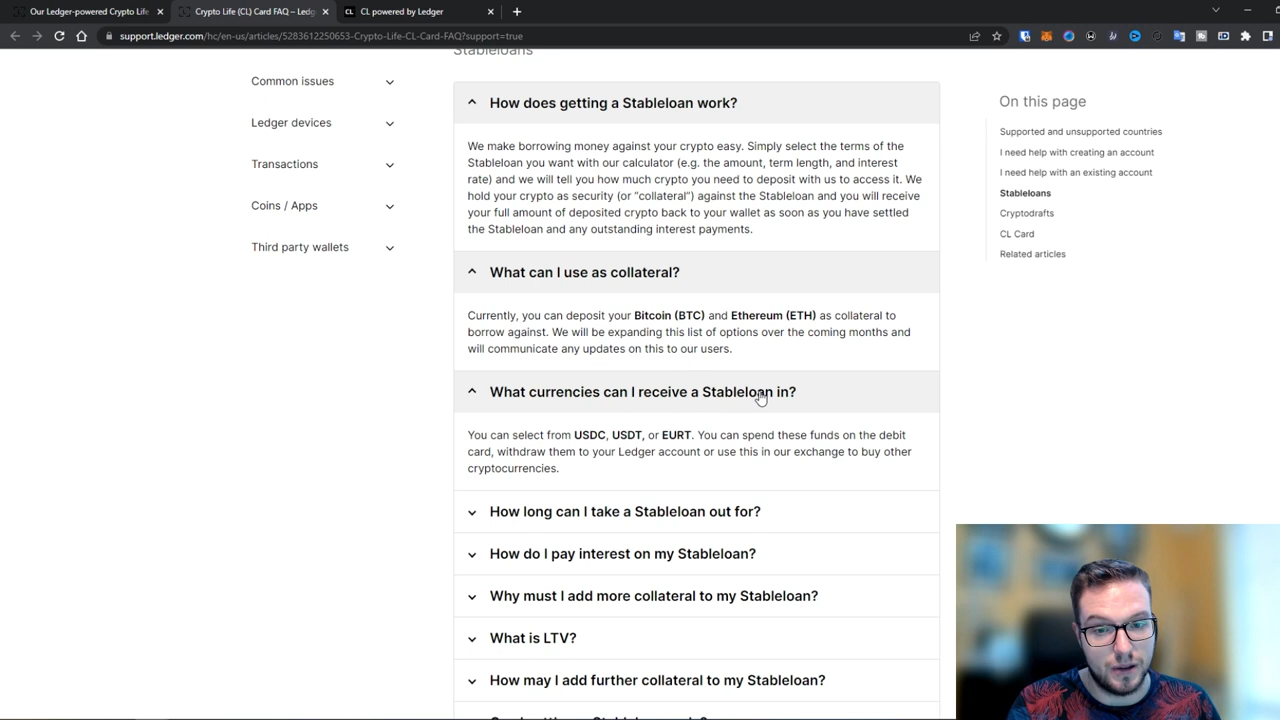 Our Ledger-powered Crypto Life
Crypto Life (CL) Card FAQ – Ledg
CL powered by Ledger
support.ledger.com/hc/en-us/articles/5283612250653-Crypto-Life-CL-Card-FAQ?support=true
Stableloans
Common issues
Ledger devices
Transactions
Coins / Apps
Third party wallets
How does getting a Stableloan work?
We make borrowing money against your crypto easy. Simply select the terms of the
Stableloan you want with our calculator (e.g. the amount, term length, and interest
rate) and we will tell you how much crypto you need to deposit with us to access it. We
hold your crypto as security (or “collateral”) against the Stableloan and you will receive
your full amount of deposited crypto back to your wallet as soon as you have settled
the Stableloan and any outstanding interest payments.
What can I use as collateral?
Currently, you can deposit your Bitcoin (BTC) and Ethereum (ETH) as collateral to
borrow against. We will be expanding this list of options over the coming months and
will communicate any updates on this to our users.
What currencies can I receive a Stableloan in?
You can select from USDC, USDT, or EURT. You can spend these funds on the debit
card, withdraw them to your Ledger account or use this in our exchange to buy other
cryptocurrencies.
How long can I take a Stableloan out for?
How do I pay interest on my Stableloan?
Why must I add more collateral to my Stableloan?
What is LTV?
How may I add further collateral to my Stableloan?
On this page
Supported and unsupported countries
I need help with creating an account
I need help with an existing account
Stableloans
Cryptodrafts
CL Card
Related articles